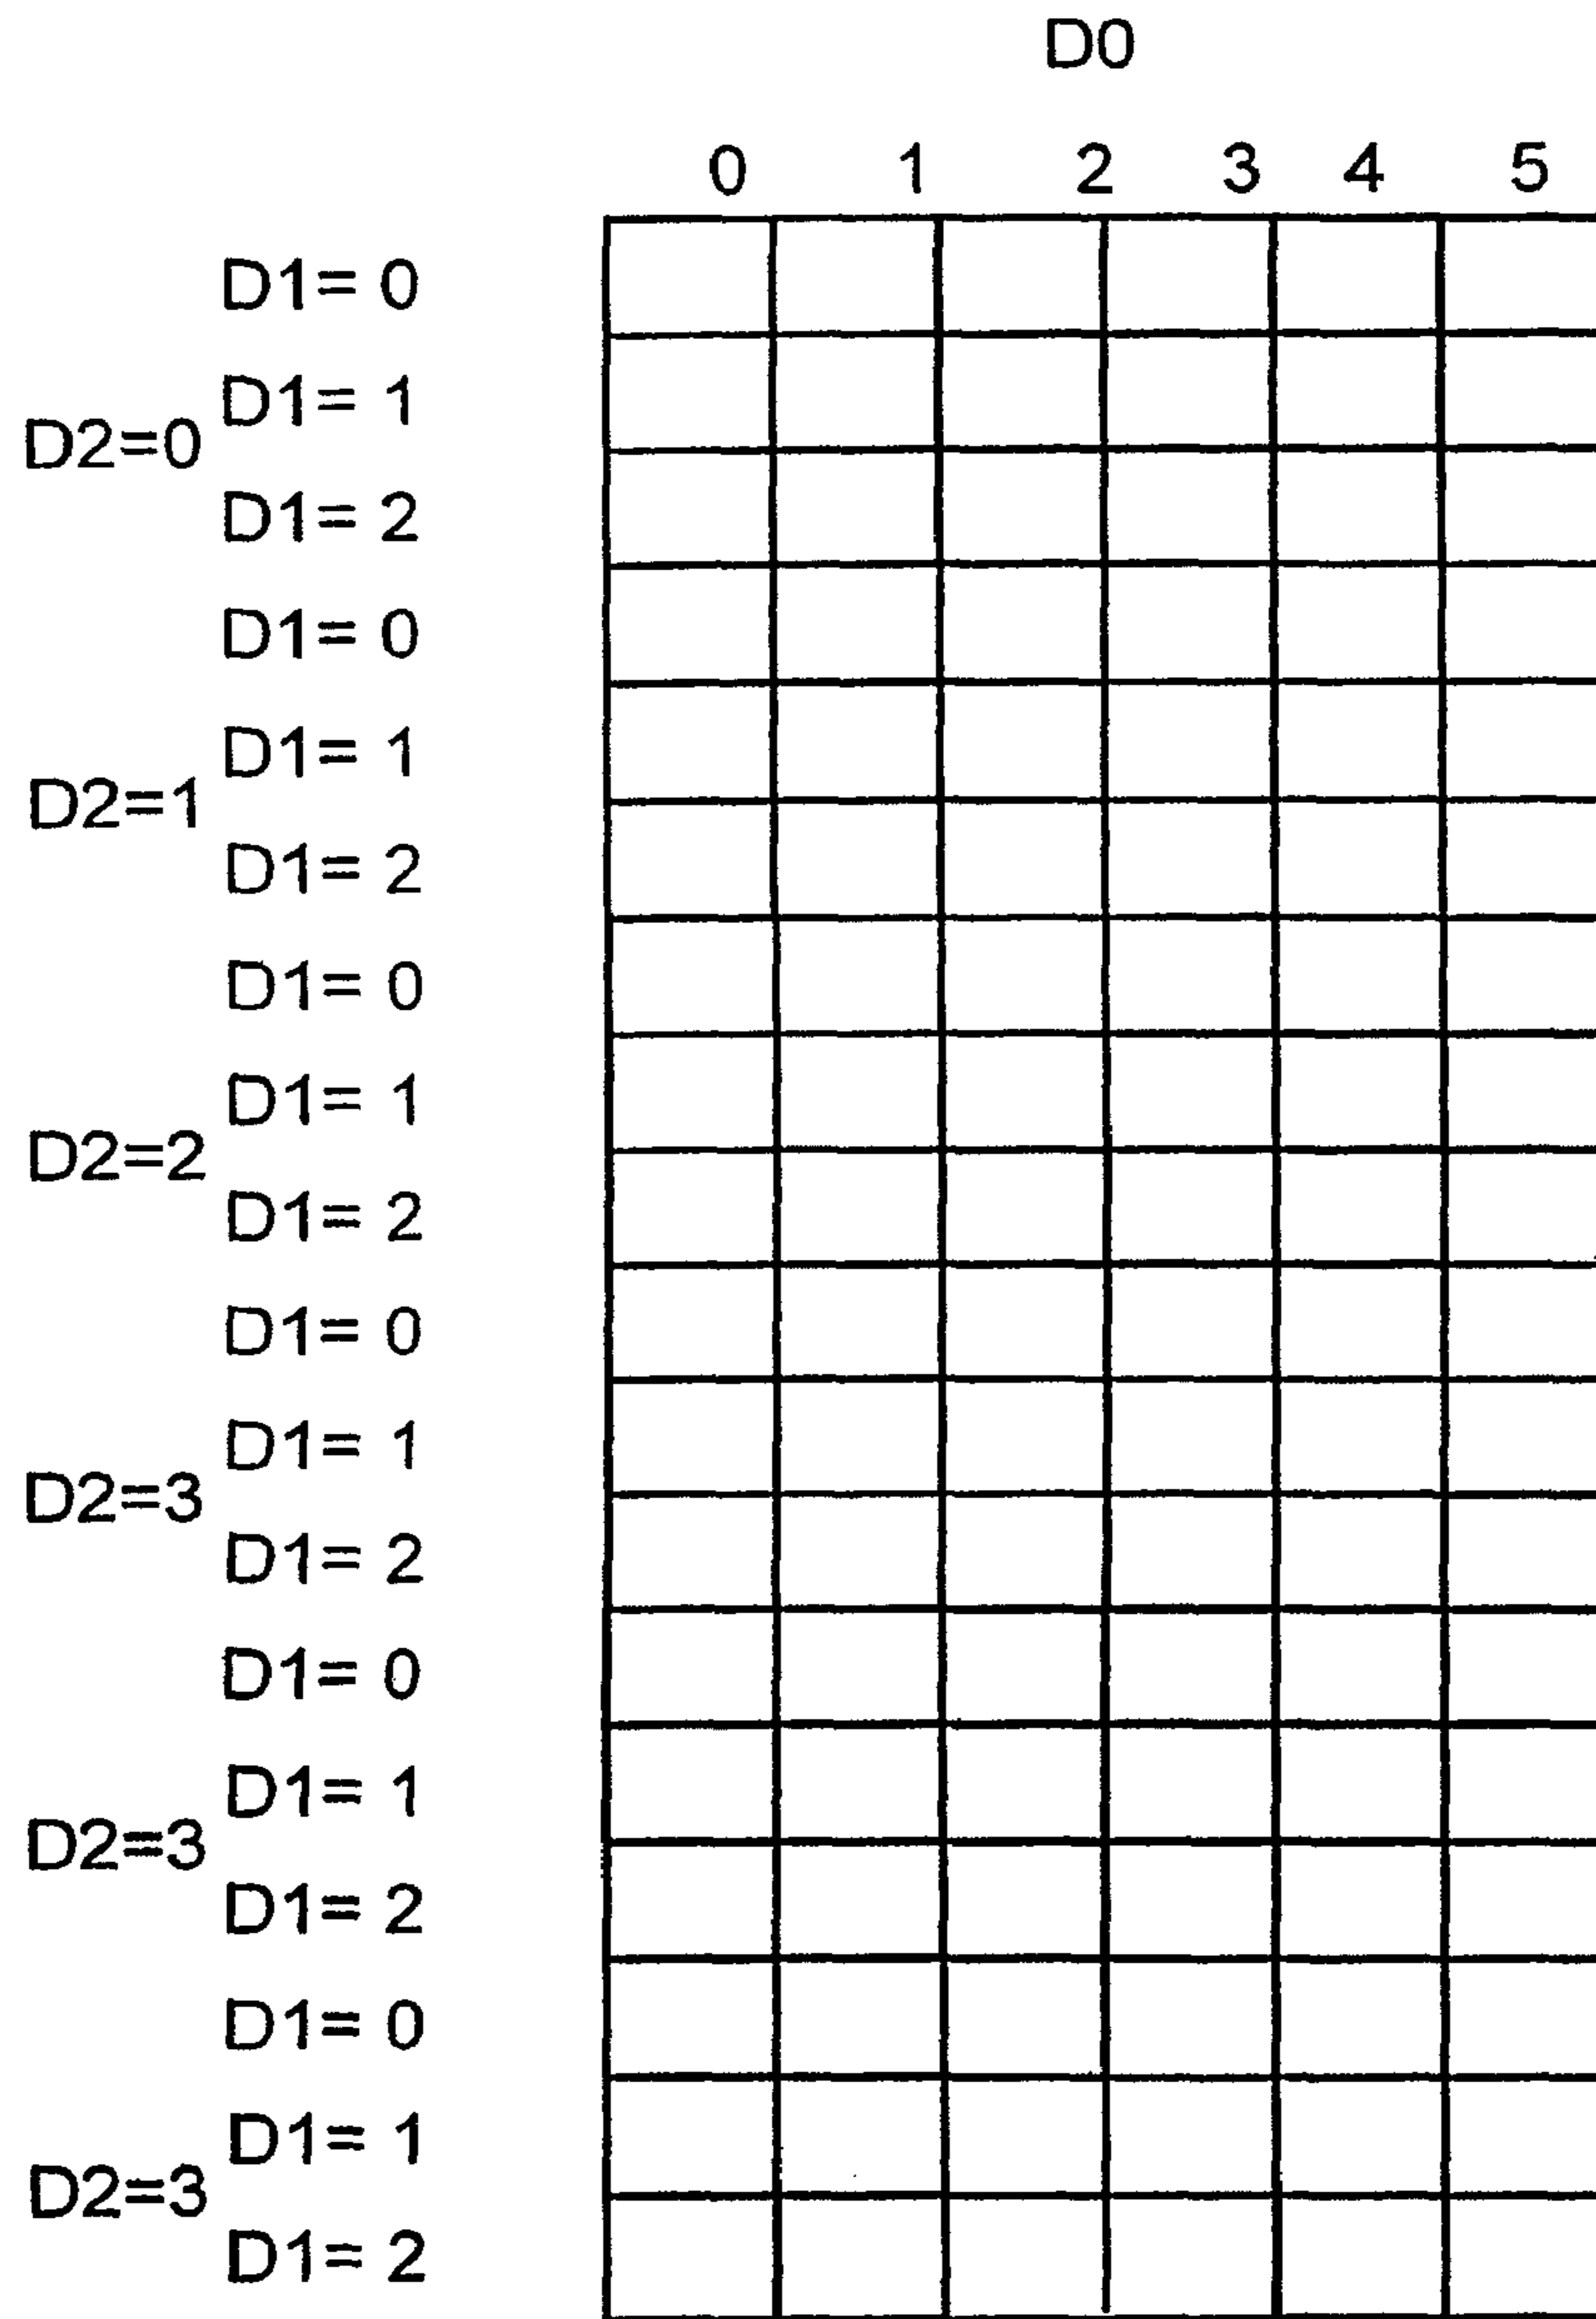 D0
0 1 2 3 4 5
D1= 0
D1= 1
D2=0
D1= 2
D1= 0
D1= 1
D2=1
D1= 2
D1= 0
D1= 1
D2=2
D1= 2
D1= 0
D1= 1
D2=3
D1= 2
D1= 0
D1= 1
D2=3
D1= 2
D1= 0
D1= 1
D2=3
D1= 2